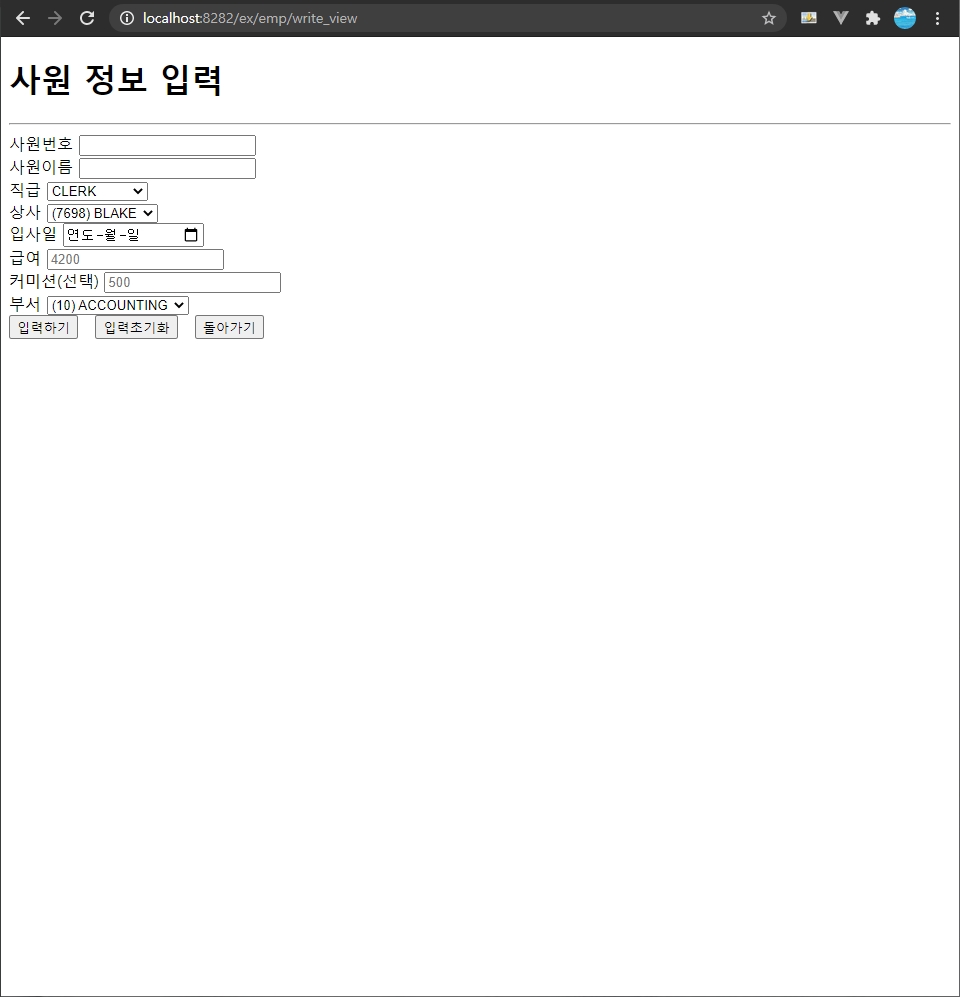 localhost:8282/ex/emp/write_view
사원 정보 입력
사원번호
사원이름
직급 CLERK
상사 (7698) BLAKE
입사일 연도-월-일
급여 4200
커미션(선택) 500
부서 (10) ACCOUNTING
입력하기 입력초기화 돌아가기